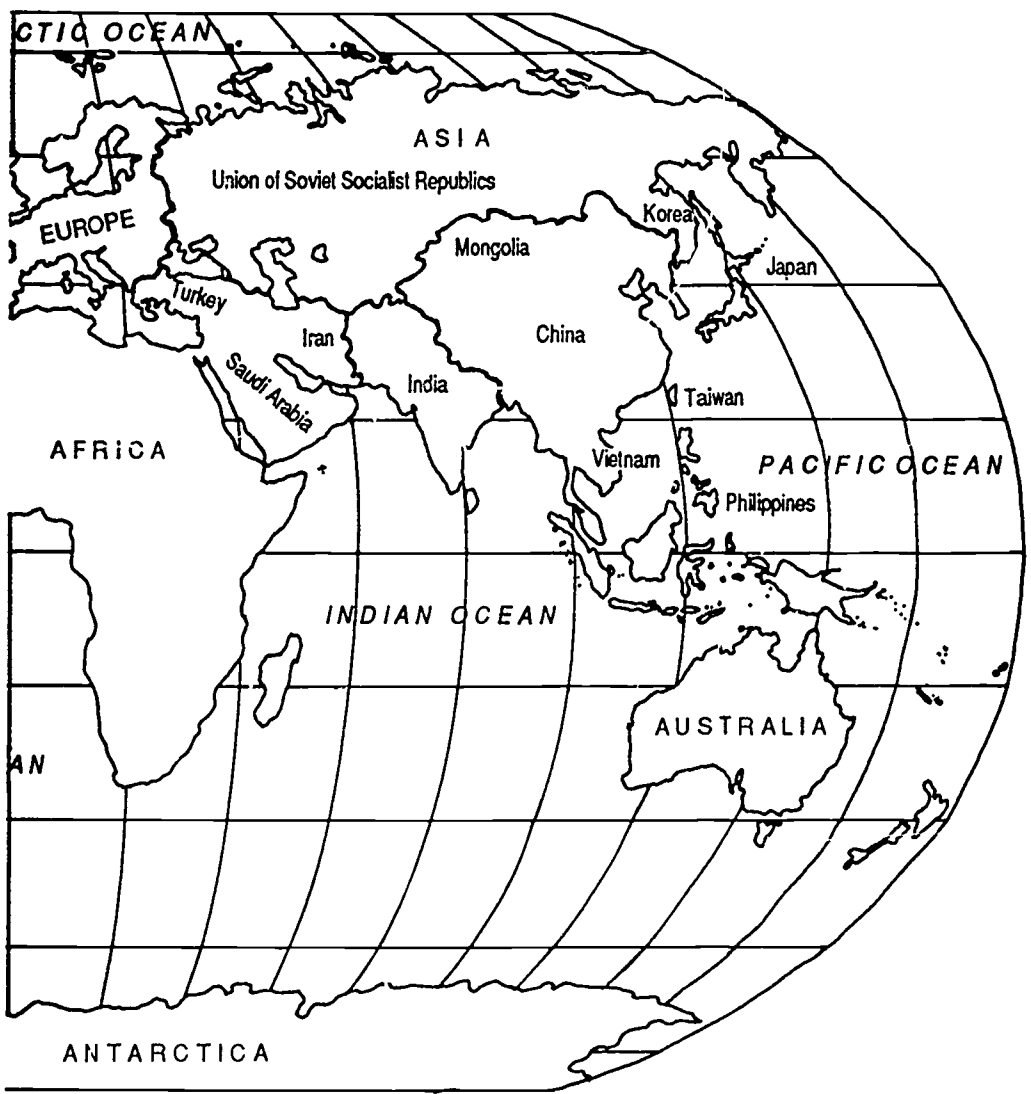 CTIC OCEAN
ASIA
Union of Soviet Socialist Republics
Korea
EUROPE
Mongolia
Japan
Turkey
Iran
China
Saudi Arabia
India
Taiwan
AFRICA
Vietnam
PACIFIC OCEAN
Philippines
INDIAN OCEAN
AUSTRALIA
AN
ANTARCTICA